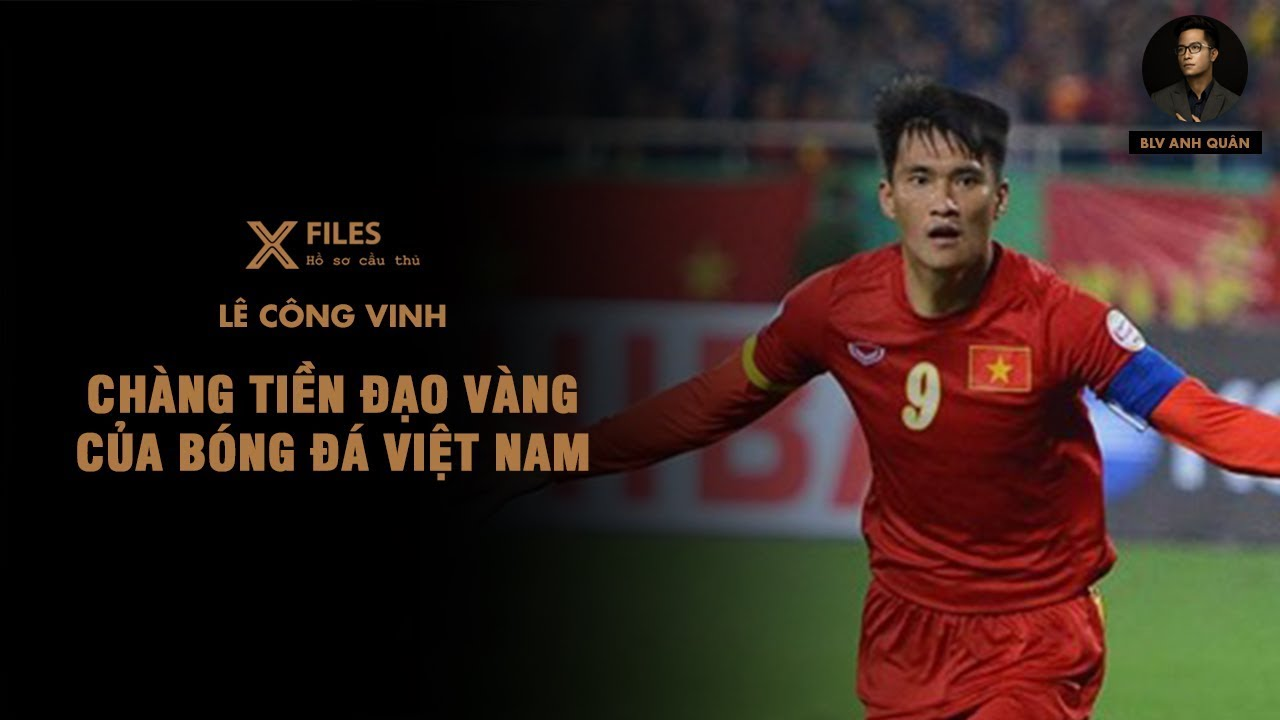 BLV ANH QUÂN
X FILES
Hồ sơ cầu thủ
LÊ CÔNG VINH
CHÀNG TIỀN ĐẠO VÀNG
CỦA BÓNG ĐÁ VIỆT NAM
9